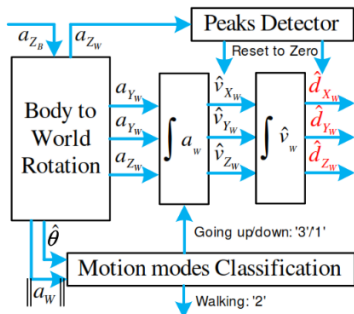 a_{Z_B} a_{Z_W} Peaks Detector
Reset to Zero
Body to World Rotation
a_{Y_W}
a_{Y_W}
a_{Z_W}
∫ a_w
v̂_{X_W}
v̂_{Y_W}
v̂_{Z_W}
∫ v̂_w
d̂_{X_W}
d̂_{Y_W}
d̂_{Z_W}
Going up/down: '3'/1'
θ̂
‖a_W‖
Motion modes Classification
Walking: '2'